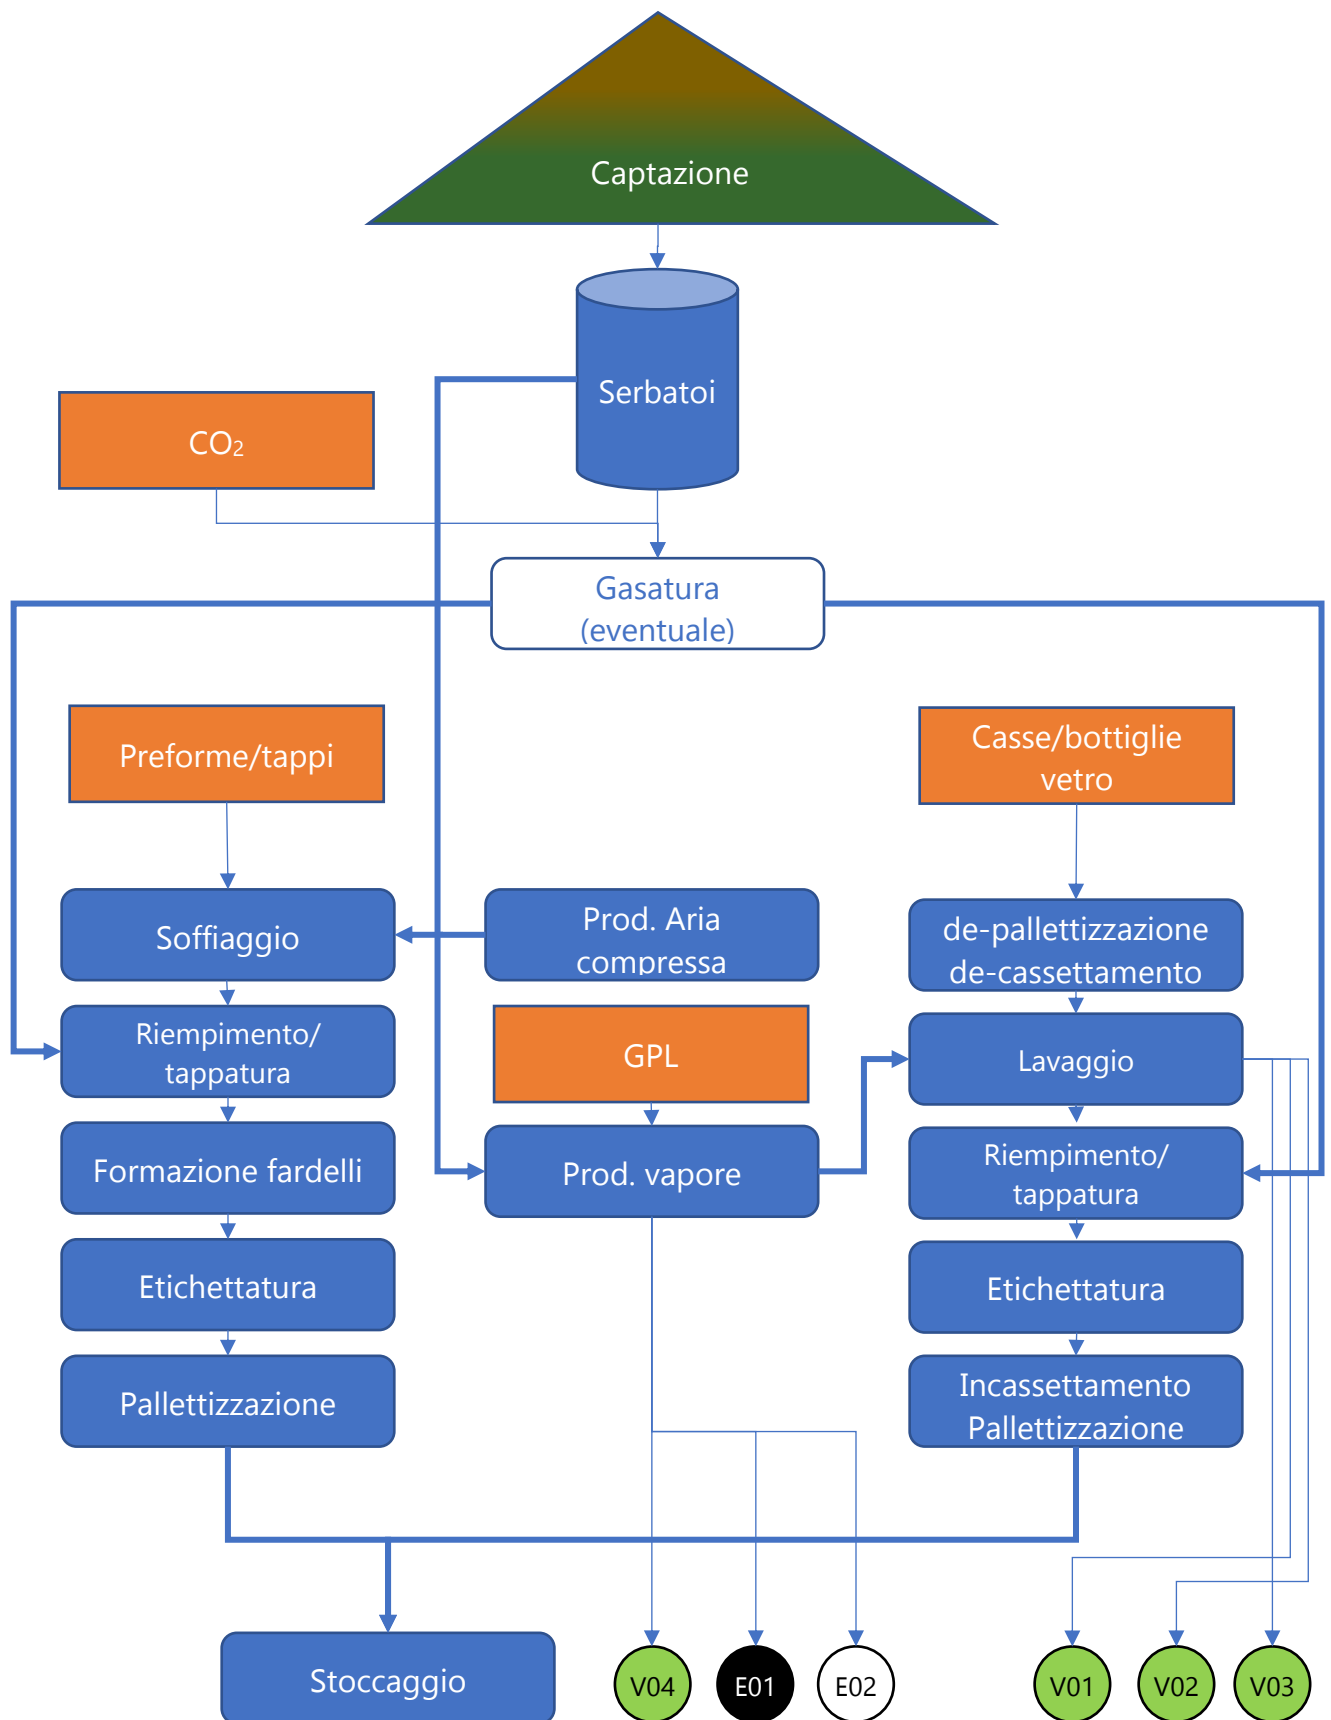 Captazione
Serbatoi
CO₂
Gasatura
(eventuale)
Preforme/tappi
Casse/bottiglie
vetro
Soffiaggio
Prod. Aria
compressa
de-pallettizzazione
de-cassettamento
Riempimento/
tappatura
GPL
Lavaggio
Formazione fardelli
Prod. vapore
Riempimento/
tappatura
Etichettatura
Etichettatura
Pallettizzazione
Incassettamento
Pallettizzazione
Stoccaggio
V04
E01
E02
V01
V02
V03